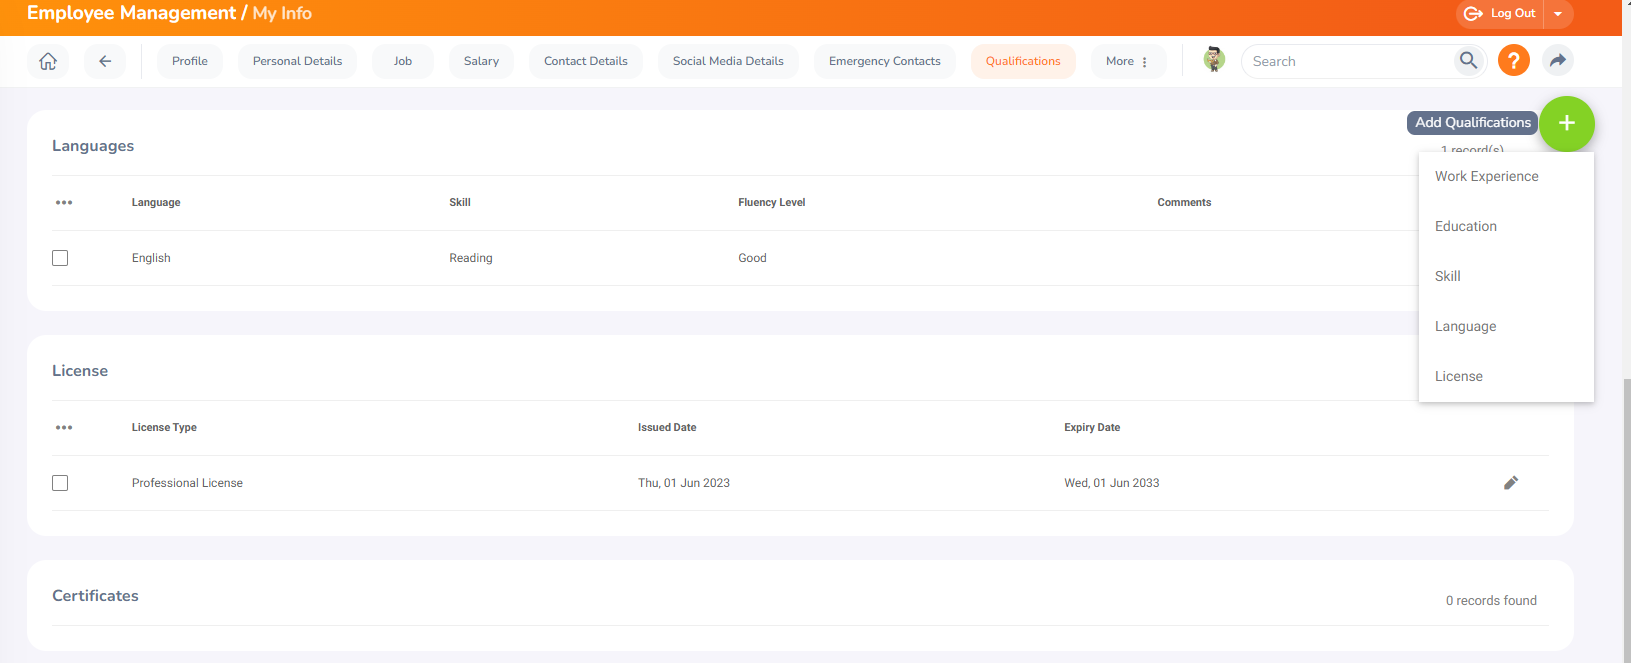 Employee Management / My Info
Log Out
Profile
Personal Details
Job
Salary
Contact Details
Social Media Details
Emergency Contacts
Qualifications
More
Search
?
Add Qualifications
+
Languages
1 record(s)
Work Experience
Education
Skill
Language
License
Language Skill Fluency Level Comments
English Reading Good
License
License Type Issued Date Expiry Date
Professional License Thu, 01 Jun 2023 Wed, 01 Jun 2033
Certificates
0 records found